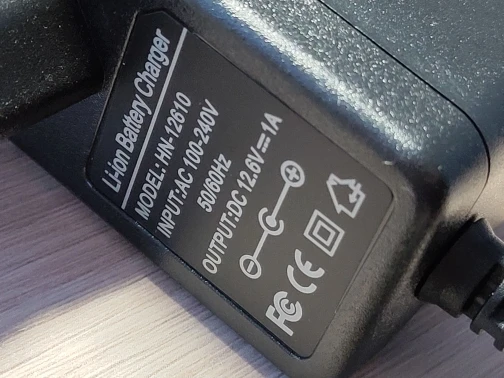 Li-ion Battery Charger
MODEL: HN-12610
INPUT:AC 100-240V
50/60Hz
OUTPUT:DC 12.6V⎓1A
FC CE